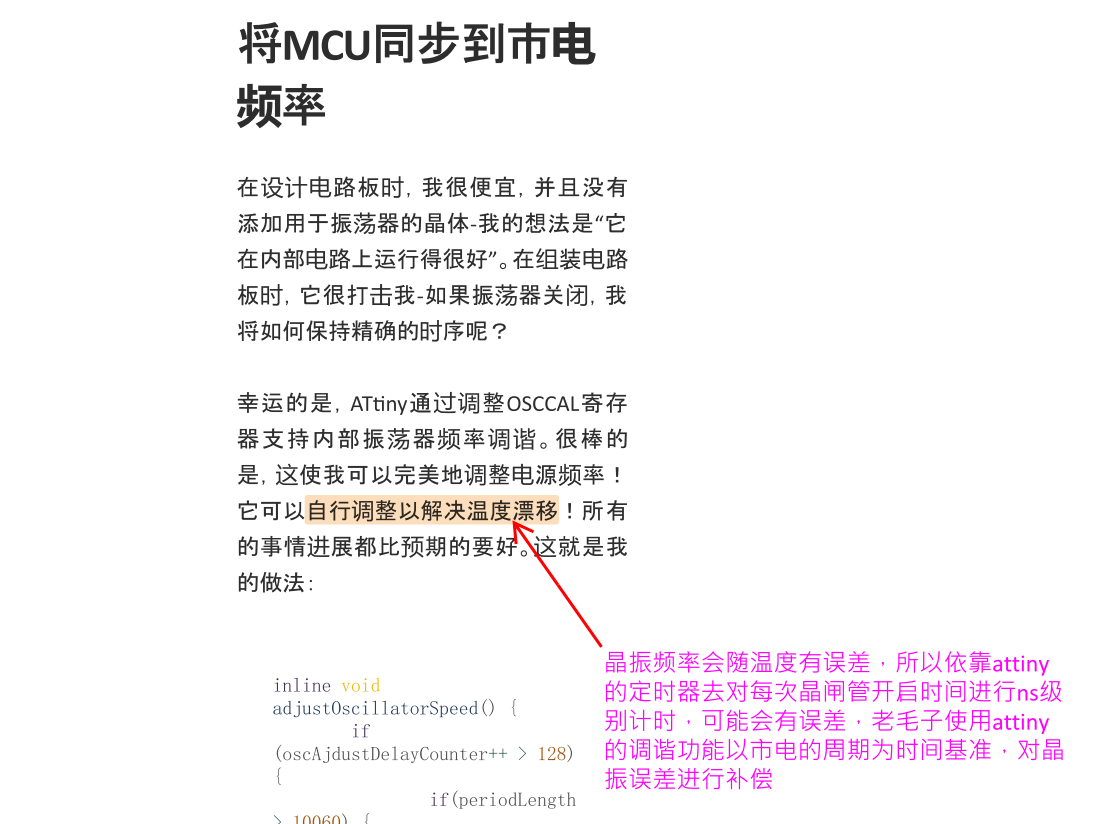 将MCU同步到市电
频率
在设计电路板时, 我很便宜, 并且没有
添加用于振荡器的晶体-我的想法是“它
在内部电路上运行得很好”。在组装电路
板时, 它很打击我-如果振荡器关闭, 我
将如何保持精确的时序呢？
幸运的是, ATtiny通过调整OSCCAL寄存
器支持内部振荡器频率调谐。很棒的
是, 这使我可以完美地调整电源频率！
它可以自行调整以解决温度漂移！所有
的事情进展都比预期的要好。这就是我
的做法:
inline void
adjustOscillatorSpeed() {
if
(oscAjdustDelayCounter++ > 128)
{
if(periodLength
> 10060) {
晶振频率会随温度有误差，所以依靠attiny
的定时器去对每次晶闸管开启时间进行ns级
别计时，可能会有误差，老毛子使用attiny
的调谐功能以市电的周期为时间基准，对晶
振误差进行补偿